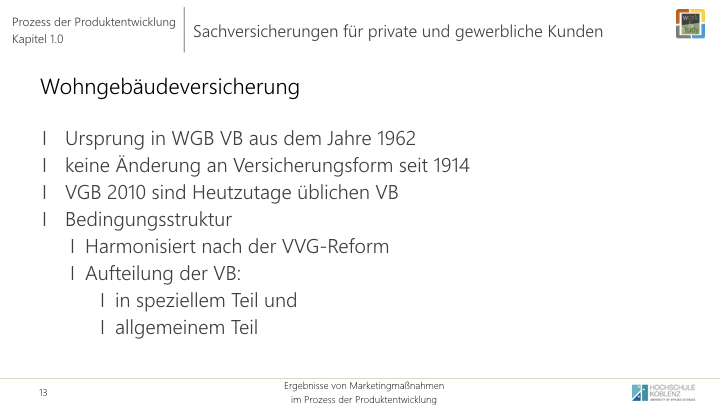 Prozess der Produktentwicklung
Kapitel 1.0
Sachversicherungen für private und gewerbliche Kunden
work
study
Wohngebäudeversicherung
l Ursprung in WGB VB aus dem Jahre 1962
l keine Änderung an Versicherungsform seit 1914
l VGB 2010 sind Heutzutage üblichen VB
l Bedingungsstruktur
l Harmonisiert nach der VVG-Reform
l Aufteilung der VB:
l in speziellem Teil und
l allgemeinem Teil
13
Ergebnisse von Marketingmaßnahmen
im Prozess der Produktentwicklung
HOCHSCHULE
KOBLENZ
UNIVERSITY OF APPLIED SCIENCES